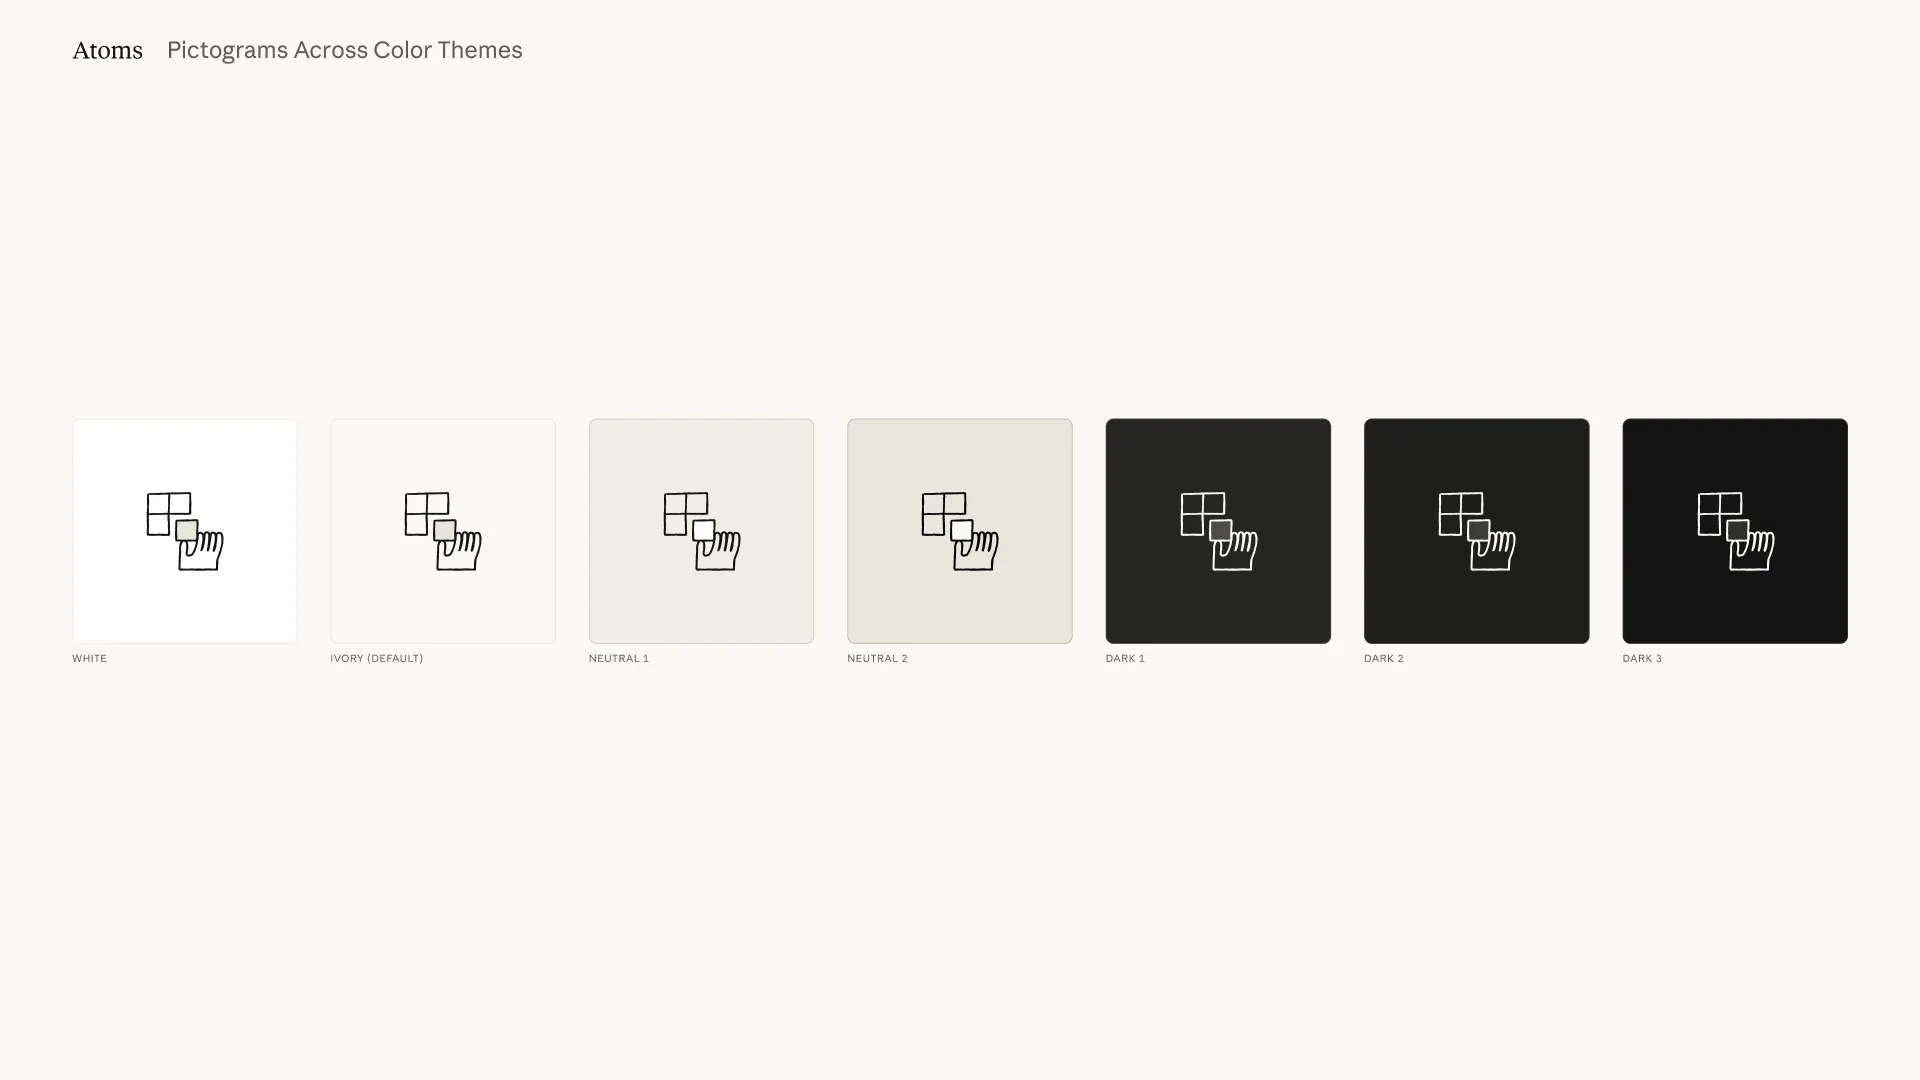 Atoms Pictograms Across Color Themes
WHITE
IVORY (DEFAULT)
NEUTRAL 1
NEUTRAL 2
DARK 1
DARK 2
DARK 3